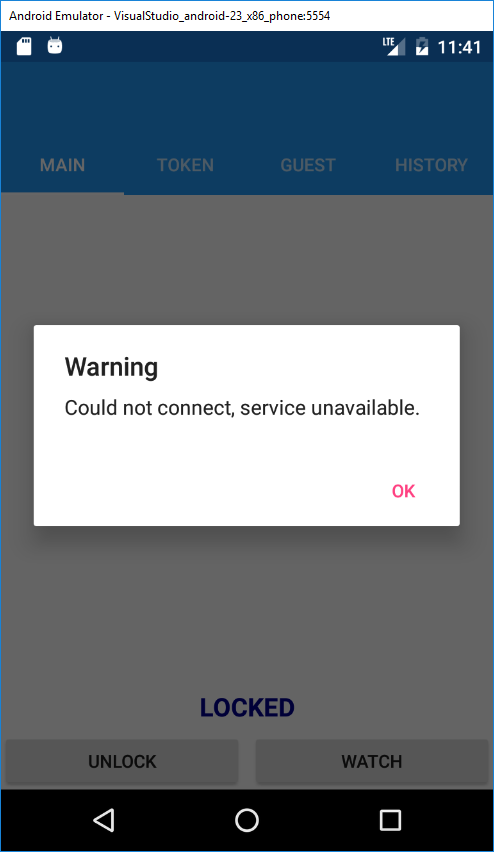 Android Emulator - VisualStudio_android-23_x86_phone:5554
LTE 11:41
MAIN TOKEN GUEST HISTORY
Warning
Could not connect, service unavailable.
OK
LOCKED
UNLOCK WATCH